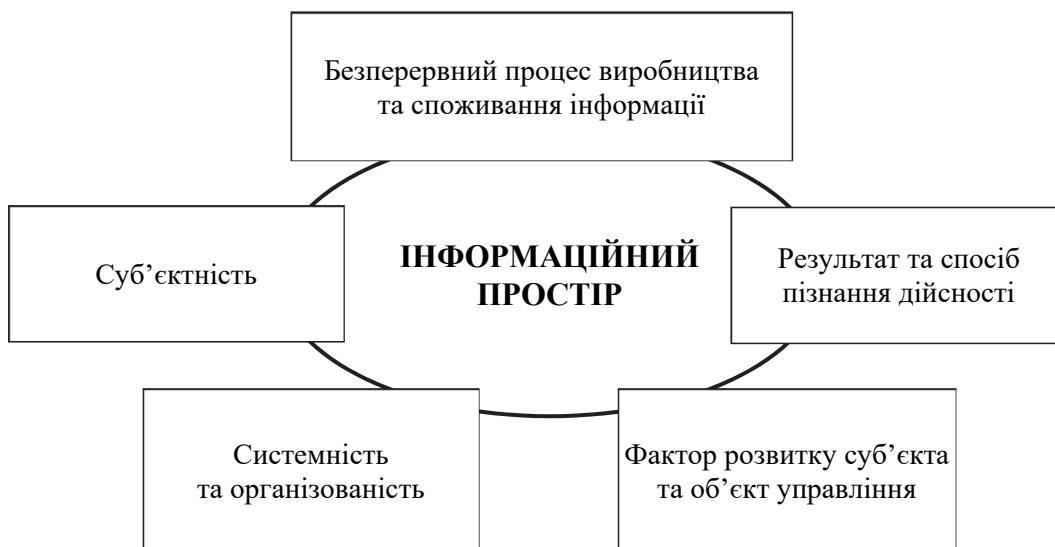 Безперервний процес виробництва
та споживання інформації
Суб’єктність
ІНФОРМАЦІЙНИЙ
ПРОСТІР
Результат та спосіб
пізнання дійсності
Системність
та організованість
Фактор розвитку суб’єкта
та об’єкт управління